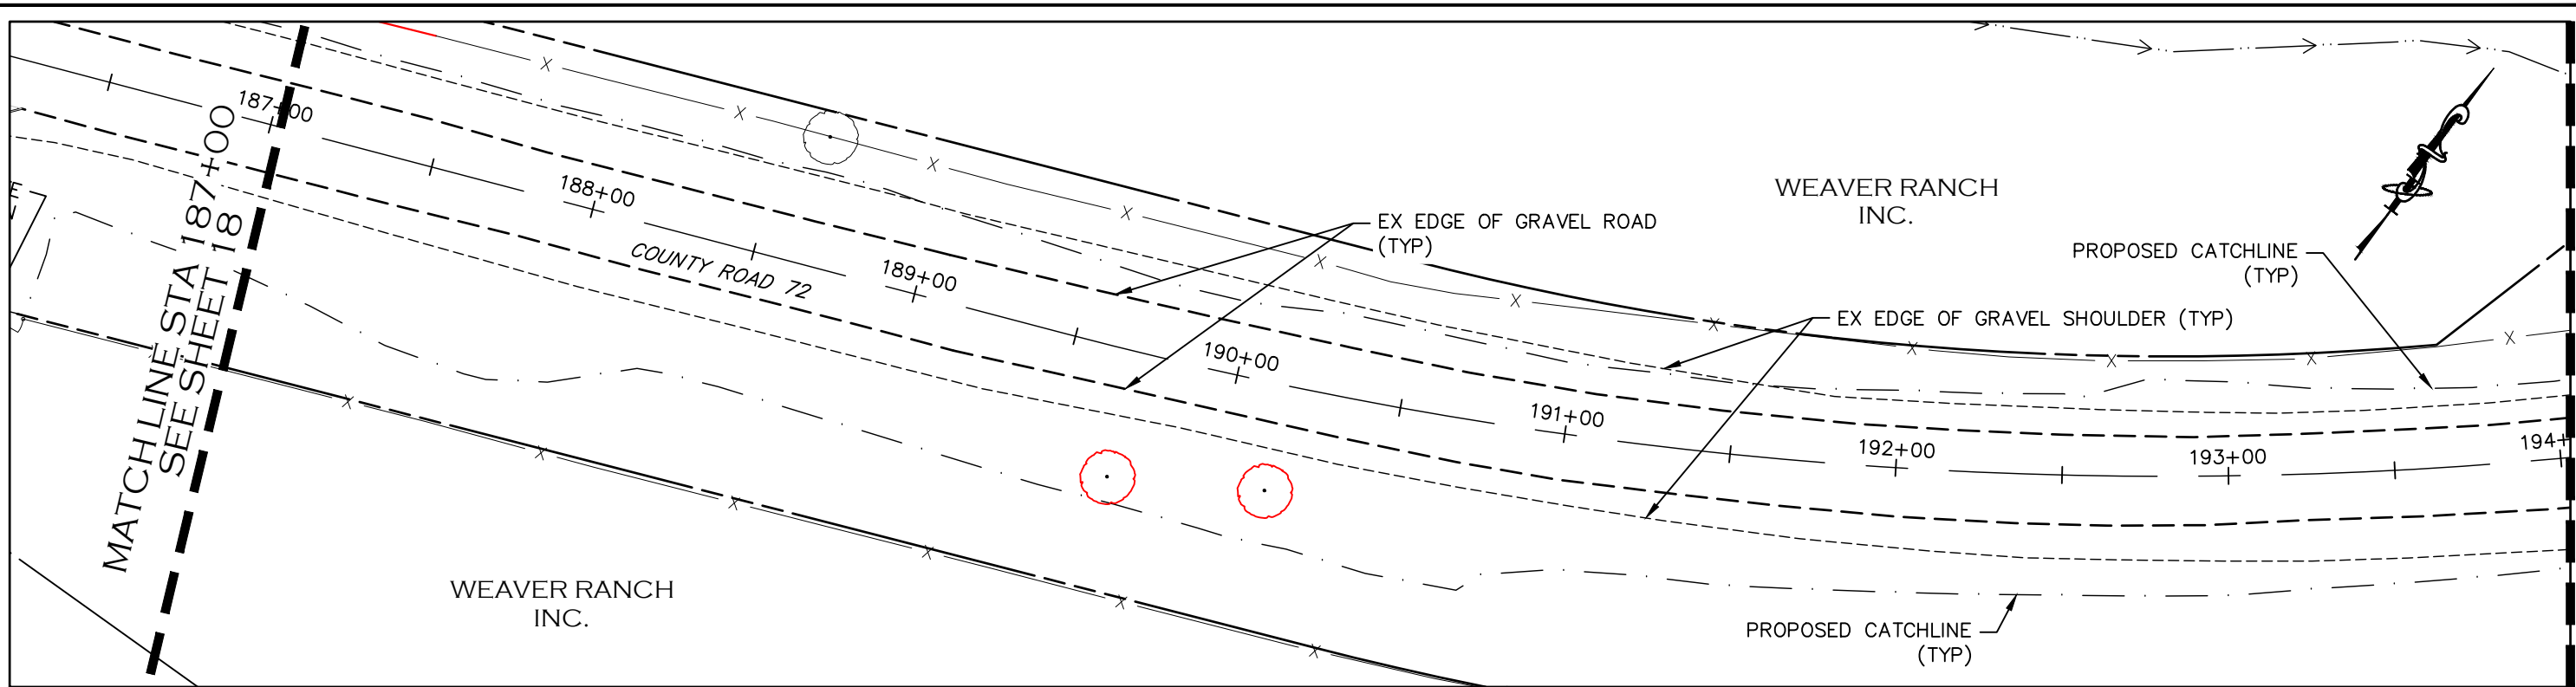 187+00
MATCHLINE STA 187+00
SEE SHEET 18
188+00
COUNTY ROAD 72
189+00
EX EDGE OF GRAVEL ROAD
(TYP)
190+00
WEAVER RANCH
INC.
PROPOSED CATCHLINE
(TYP)
EX EDGE OF GRAVEL SHOULDER (TYP)
191+00
192+00
193+00
194+
WEAVER RANCH
INC.
PROPOSED CATCHLINE
(TYP)